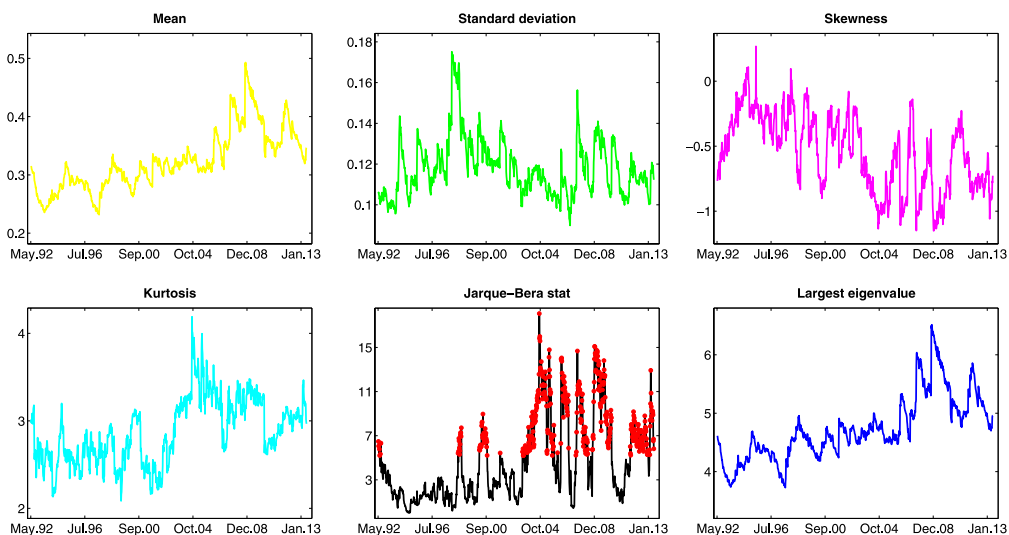 Mean
0.5
0.4
0.3
0.2
May.92 Jul.96 Sep.00 Oct.04 Dec.08 Jan.13
Standard deviation
0.18
0.16
0.14
0.12
0.1
May.92 Jul.96 Sep.00 Oct.04 Dec.08 Jan.13
Skewness
0
−0.5
−1
May.92 Jul.96 Sep.00 Oct.04 Dec.08 Jan.13
Kurtosis
4
3
2
May.92 Jul.96 Sep.00 Oct.04 Dec.08 Jan.13
Jarque−Bera stat
15
11
7
3
May.92 Jul.96 Sep.00 Oct.04 Dec.08 Jan.13
Largest eigenvalue
6
5
4
May.92 Jul.96 Sep.00 Oct.04 Dec.08 Jan.13